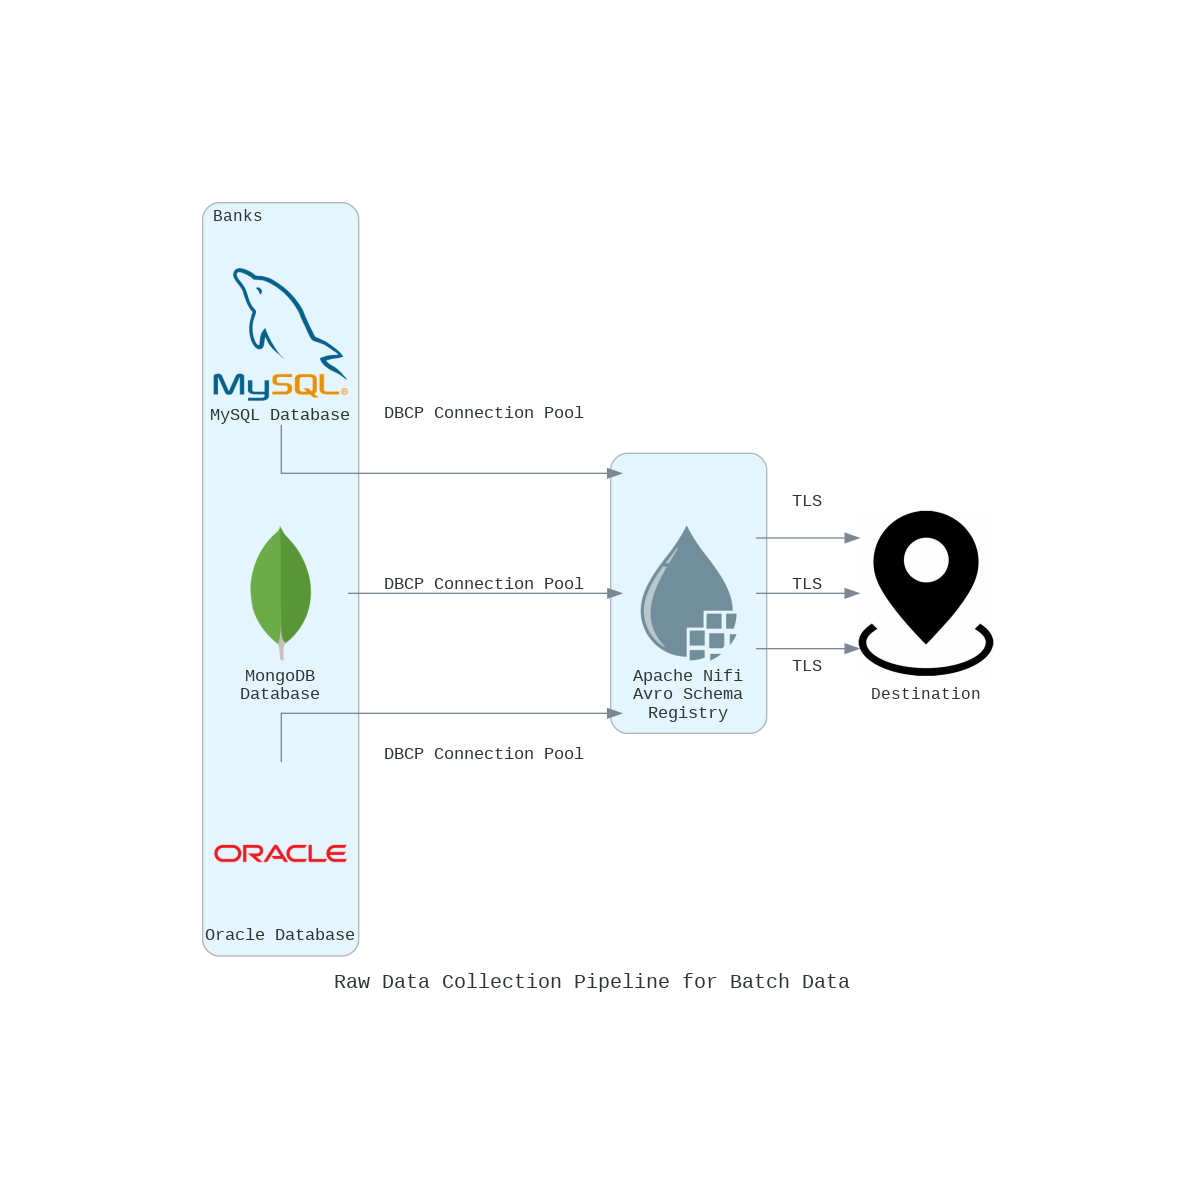 Banks
MySQL®
MySQL Database
DBCP Connection Pool
TLS
DBCP Connection Pool
TLS
MongoDB
Database
Apache Nifi
Avro Schema
Registry
TLS
Destination
DBCP Connection Pool
ORACLE
Oracle Database
Raw Data Collection Pipeline for Batch Data